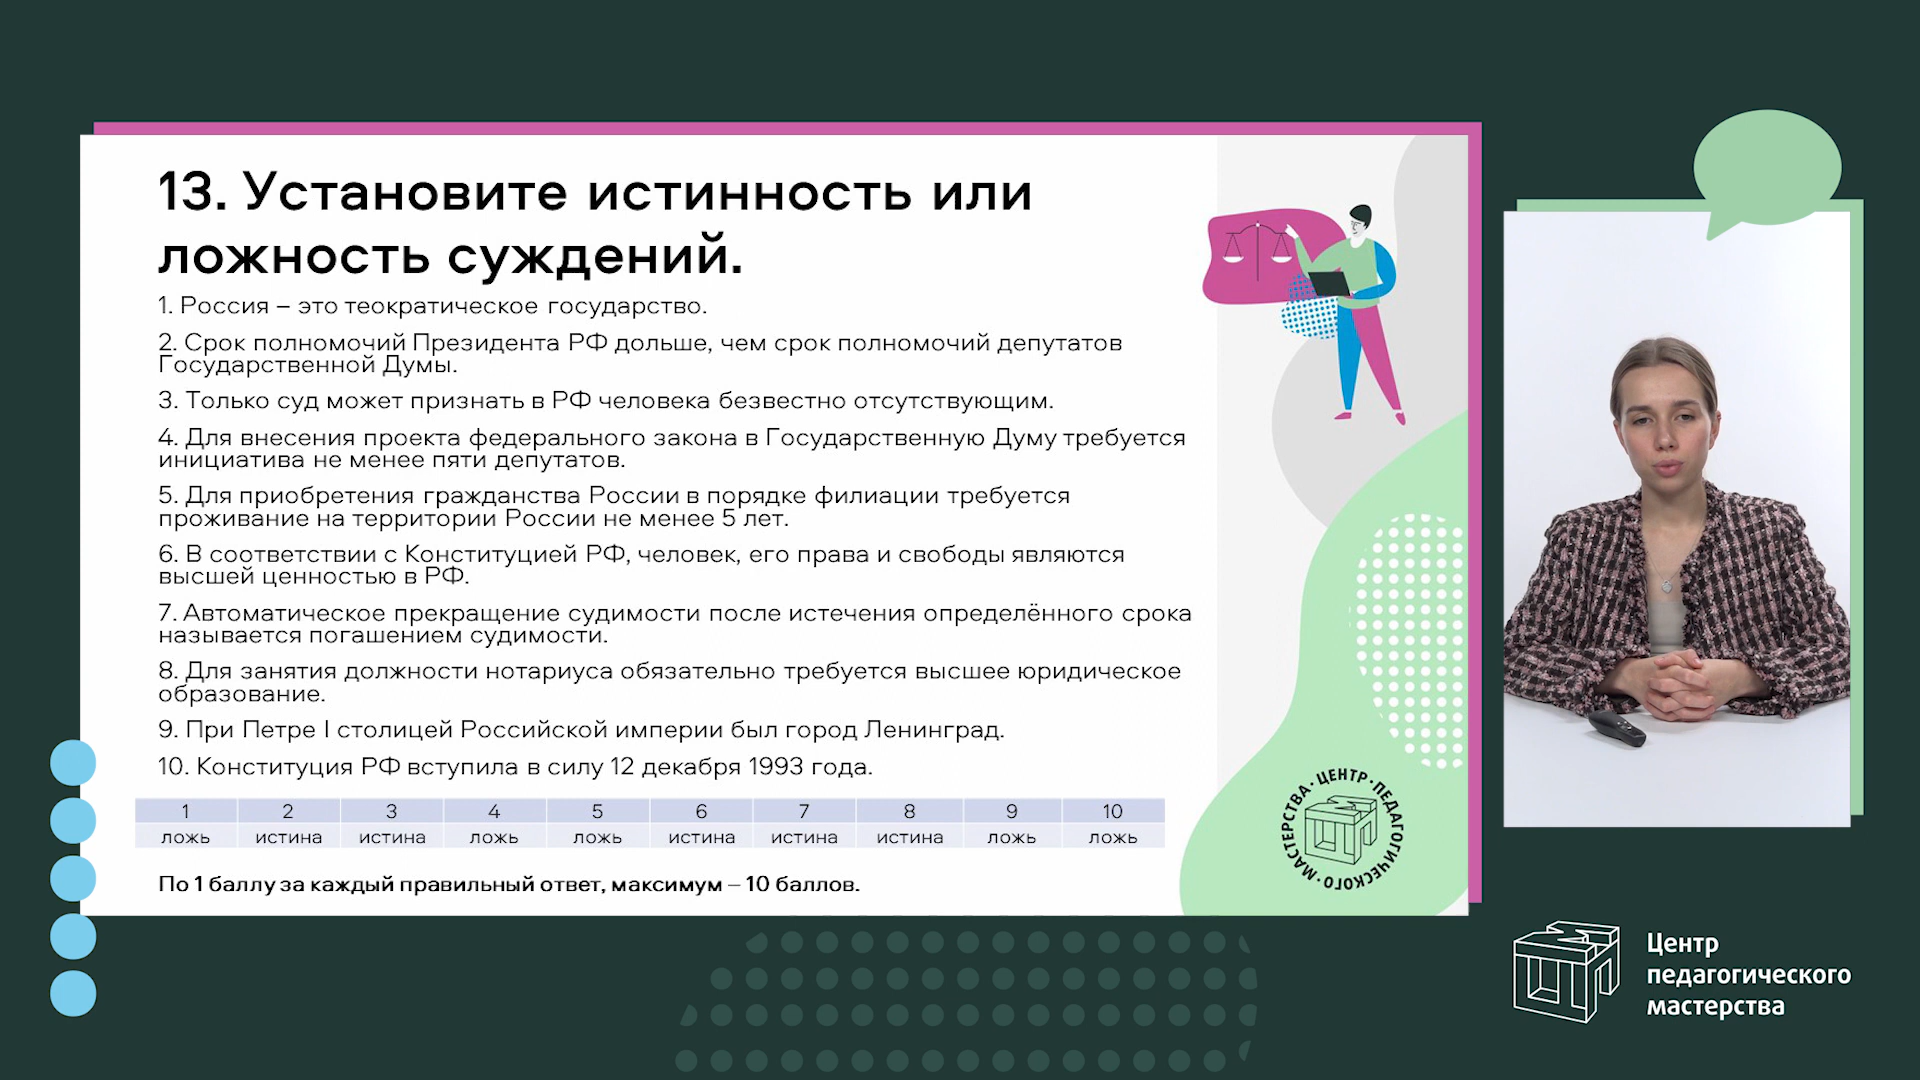 13. Установите истинность или
ложность суждений.
1. Россия – это теократическое государство.
2. Срок полномочий Президента РФ дольше, чем срок полномочий депутатов
Государственной Думы.
3. Только суд может признать в РФ человека безвестно отсутствующим.
4. Для внесения проекта федерального закона в Государственную Думу требуется
инициатива не менее пяти депутатов.
5. Для приобретения гражданства России в порядке филиации требуется
проживание на территории России не менее 5 лет.
6. В соответствии с Конституцией РФ, человек, его права и свободы являются
высшей ценностью в РФ.
7. Автоматическое прекращение судимости после истечения определённого срока
называется погашением судимости.
8. Для занятия должности нотариуса обязательно требуется высшее юридическое
образование.
9. При Петре I столицей Российской империи был город Ленинград.
10. Конституция РФ вступила в силу 12 декабря 1993 года.
1 2 3 4 5 6 7 8 9 10
ложь истина истина ложь ложь истина истина истина ложь ложь
По 1 баллу за каждый правильный ответ, максимум – 10 баллов.
· ЦЕНТР · ПЕДАГОГИЧЕСКОГО · МАСТЕРСТВА
Центр
педагогического
мастерства